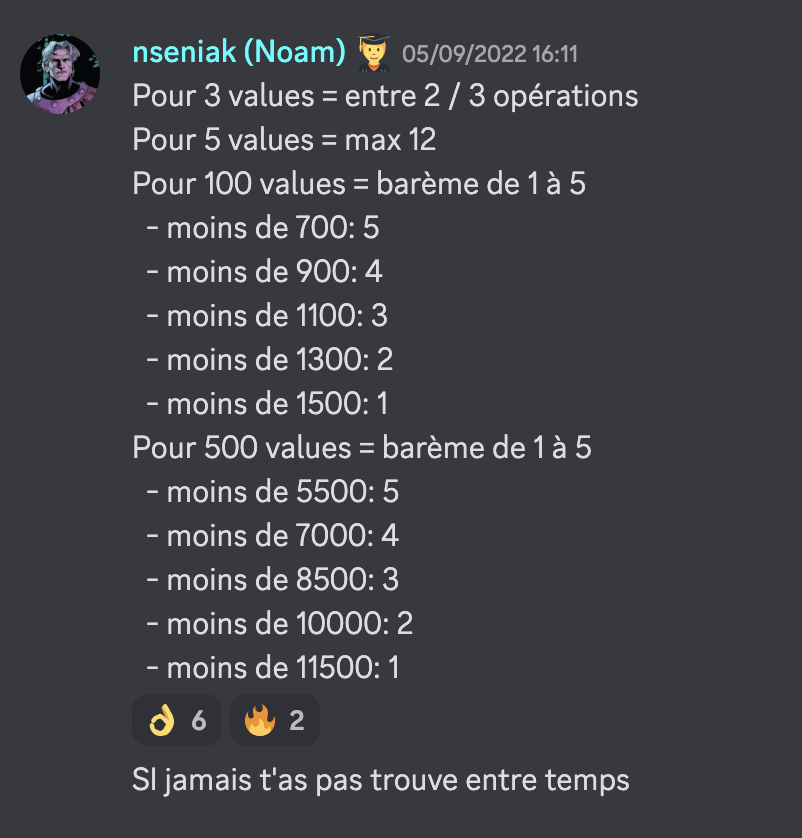 nseniak (Noam) 05/09/2022 16:11
Pour 3 values = entre 2 / 3 opérations
Pour 5 values = max 12
Pour 100 values = barème de 1 à 5
- moins de 700: 5
- moins de 900: 4
- moins de 1100: 3
- moins de 1300: 2
- moins de 1500: 1
Pour 500 values = barème de 1 à 5
- moins de 5500: 5
- moins de 7000: 4
- moins de 8500: 3
- moins de 10000: 2
- moins de 11500: 1
👌 6 🔥 2
SI jamais t'as pas trouve entre temps